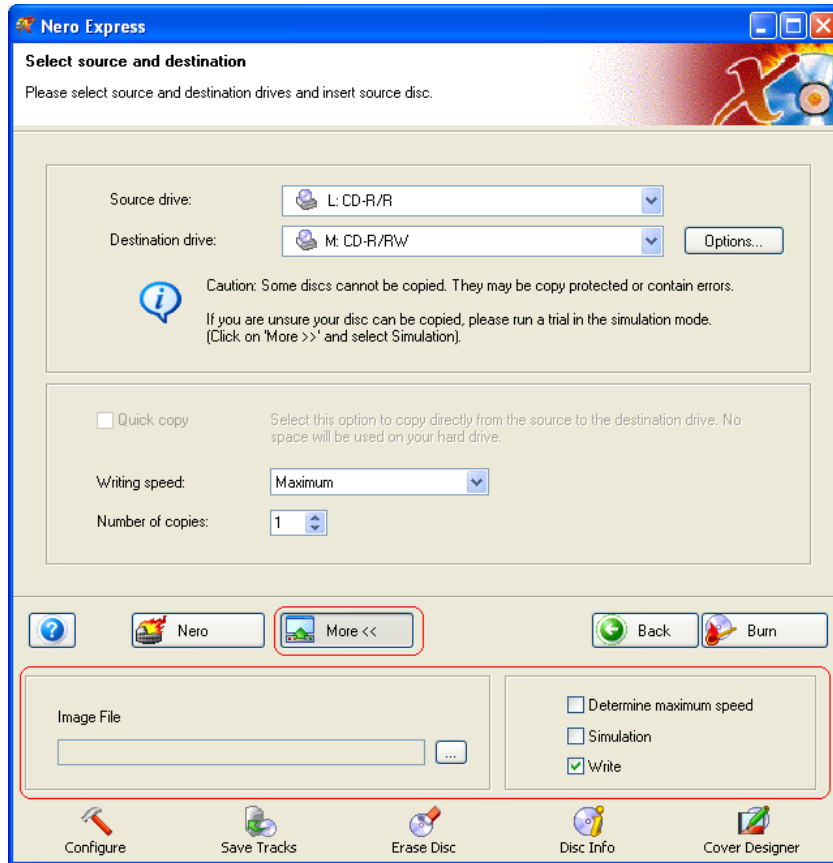 Nero Express
Select source and destination
Please select source and destination drives and insert source disc.
Source drive: L: CD-R/R
Destination drive: M: CD-R/RW Options...
Caution: Some discs cannot be copied. They may be copy protected or contain errors.
If you are unsure your disc can be copied, please run a trial in the simulation mode.
(Click on 'More >>' and select Simulation).
Quick copy Select this option to copy directly from the source to the destination drive. No
space will be used on your hard drive.
Writing speed: Maximum
Number of copies: 1
Nero More << Back Burn
Image File
...
Determine maximum speed
Simulation
Write
Configure Save Tracks Erase Disc Disc Info Cover Designer